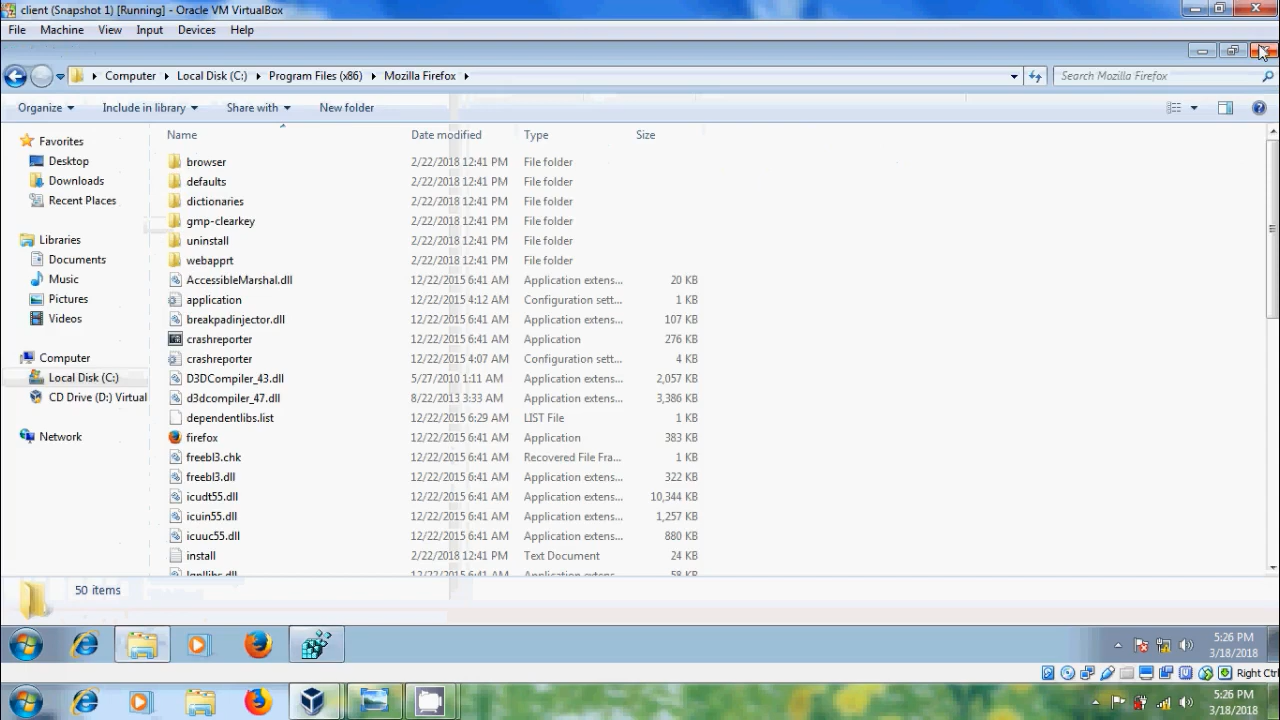 client (Snapshot 1) [Running] - Oracle VM VirtualBox
File Machine View Input Devices Help
Computer Local Disk (C:) Program Files (x86) Mozilla Firefox
Search Mozilla Firefox
Organize Include in library Share with New folder
Name Date modified Type Size
Favorites
Desktop
Downloads
Recent Places
Libraries
Documents
Music
Pictures
Videos
Computer
Local Disk (C:)
CD Drive (D:) Virtual
Network
browser 2/22/2018 12:41 PM File folder
defaults 2/22/2018 12:41 PM File folder
dictionaries 2/22/2018 12:41 PM File folder
gmp-clearkey 2/22/2018 12:41 PM File folder
uninstall 2/22/2018 12:41 PM File folder
webapprt 2/22/2018 12:41 PM File folder
AccessibleMarshal.dll 12/22/2015 6:41 AM Application extens... 20 KB
application 12/22/2015 4:12 AM Configuration sett... 1 KB
breakpadinjector.dll 12/22/2015 6:41 AM Application extens... 107 KB
crashreporter 12/22/2015 6:41 AM Application 276 KB
crashreporter 12/22/2015 4:07 AM Configuration sett... 4 KB
D3DCompiler_43.dll 5/27/2010 1:11 AM Application extens... 2,057 KB
d3dcompiler_47.dll 8/22/2013 3:33 AM Application extens... 3,386 KB
dependentlibs.list 12/22/2015 6:29 AM LIST File 1 KB
firefox 12/22/2015 6:41 AM Application 383 KB
freebl3.chk 12/22/2015 6:41 AM Recovered File Fra... 1 KB
freebl3.dll 12/22/2015 6:41 AM Application extens... 322 KB
icudt55.dll 12/22/2015 6:41 AM Application extens... 10,344 KB
icuin55.dll 12/22/2015 6:41 AM Application extens... 1,257 KB
icuuc55.dll 12/22/2015 6:41 AM Application extens... 880 KB
install 2/22/2018 12:41 PM Text Document 24 KB
12/22/2015 6:41 AM Application extens... 58 KB
50 items
5:26 PM
3/18/2018
Right Ctrl
5:26 PM
3/18/2018